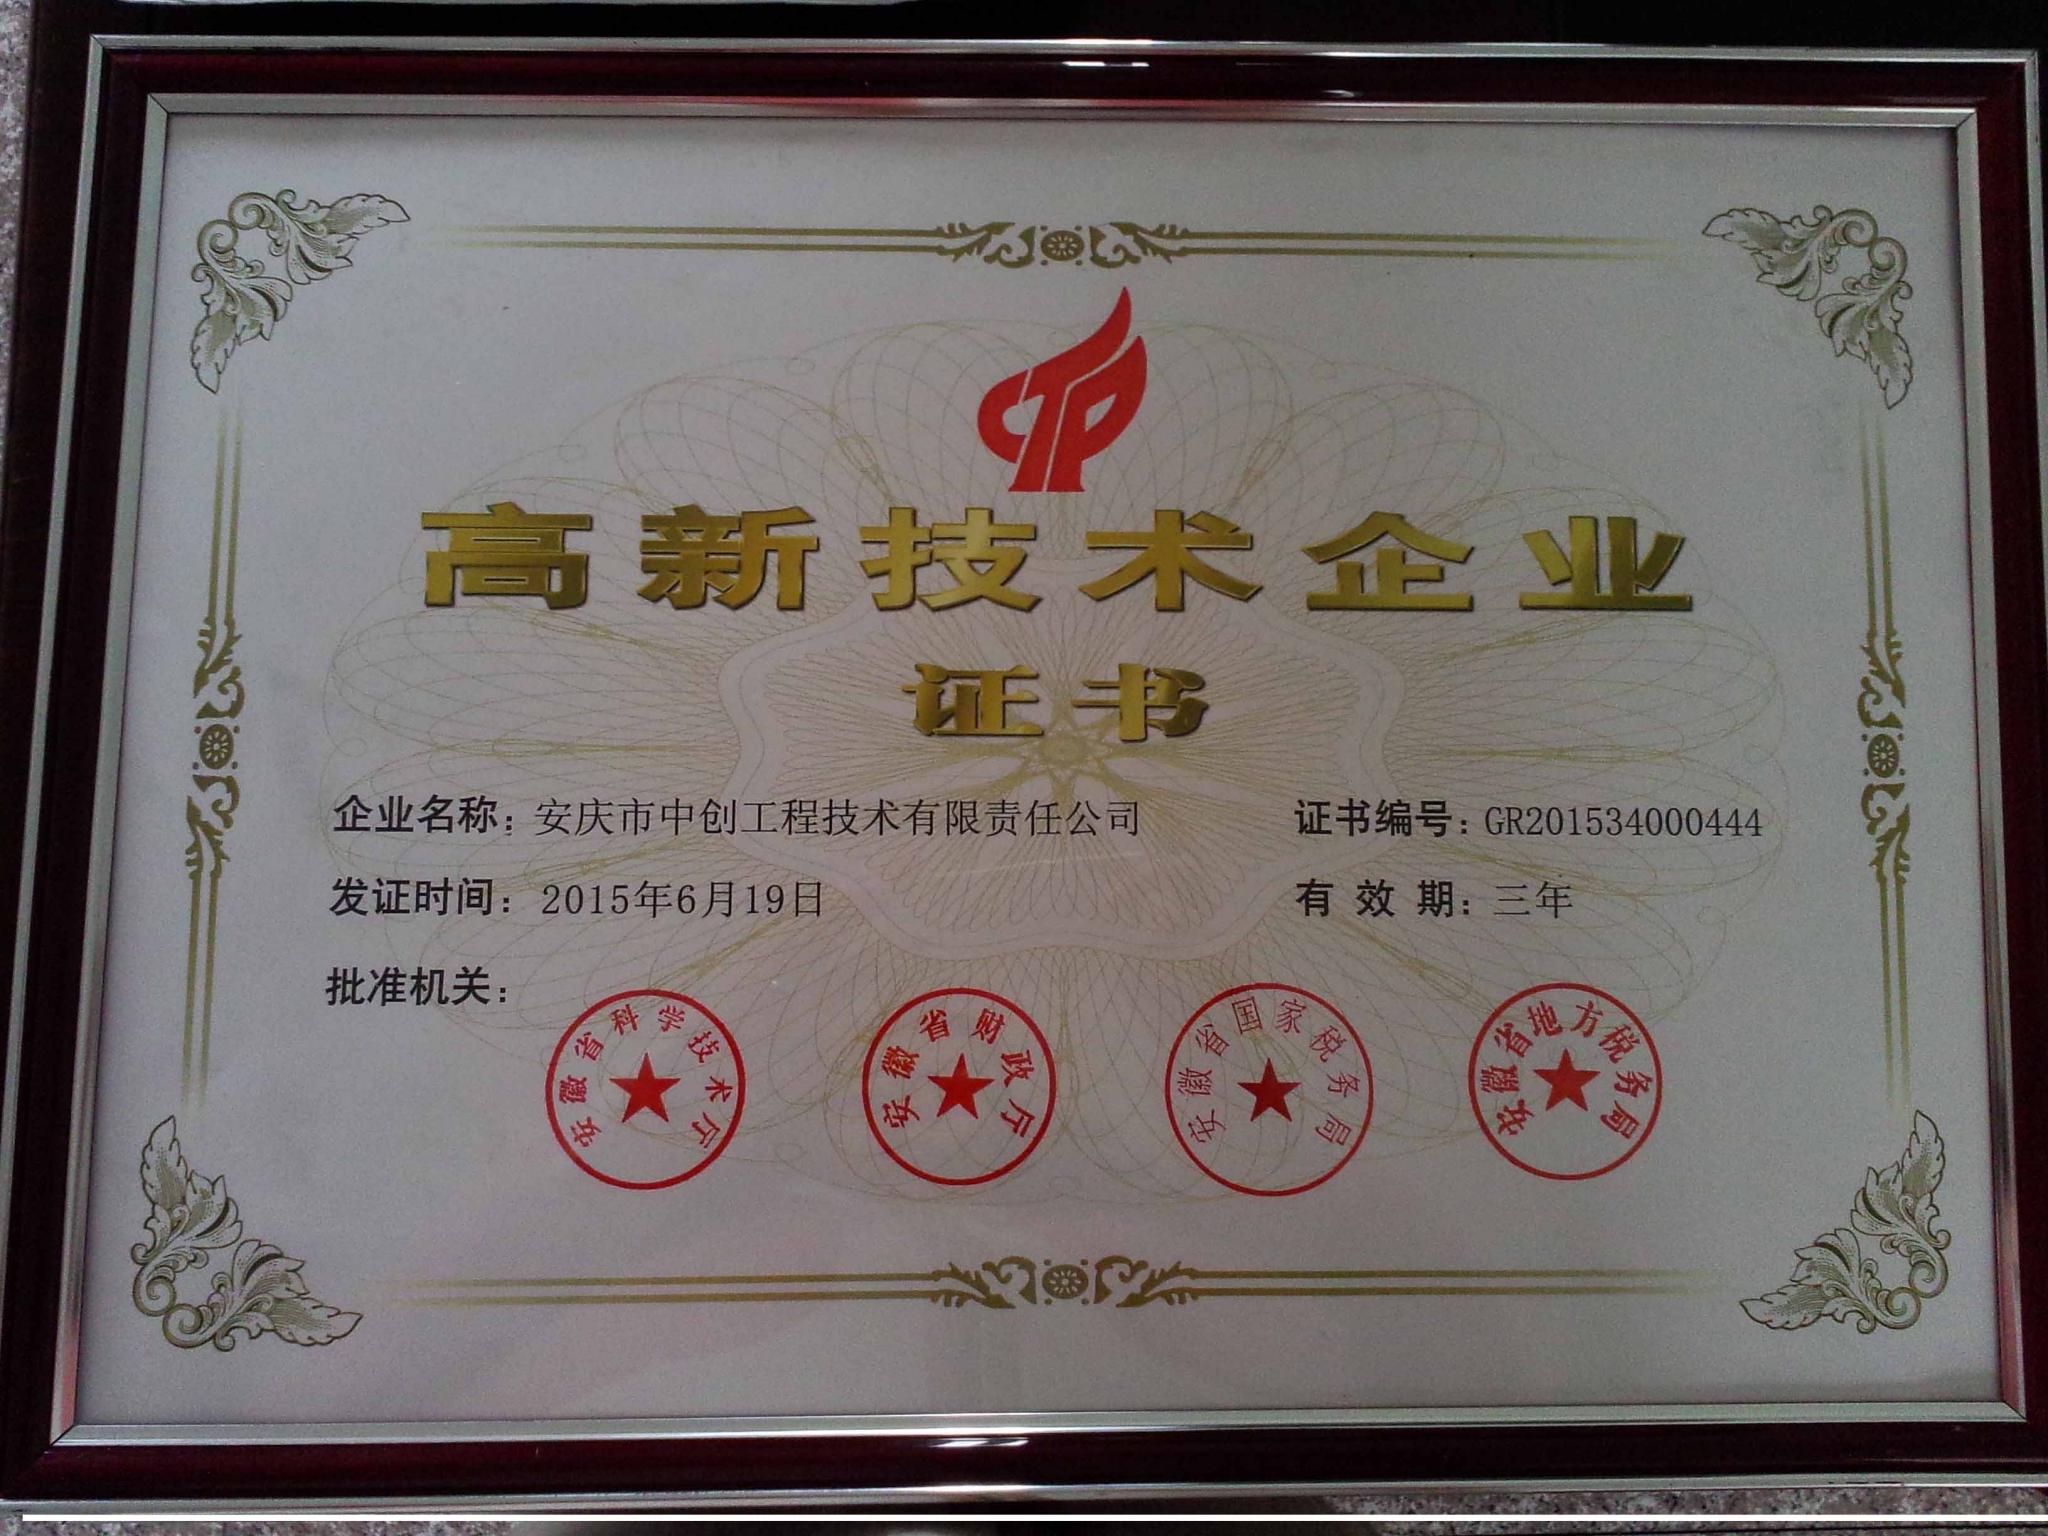 高新技术企业
证书
企业名称：安庆市中创工程技术有限责任公司
证书编号：GR201534000444
发证时间：2015年6月19日
有效期：三年
批准机关：
安徽省科学技术厅
安徽省财政厅
安徽省国家税务局
安徽省地方税务局